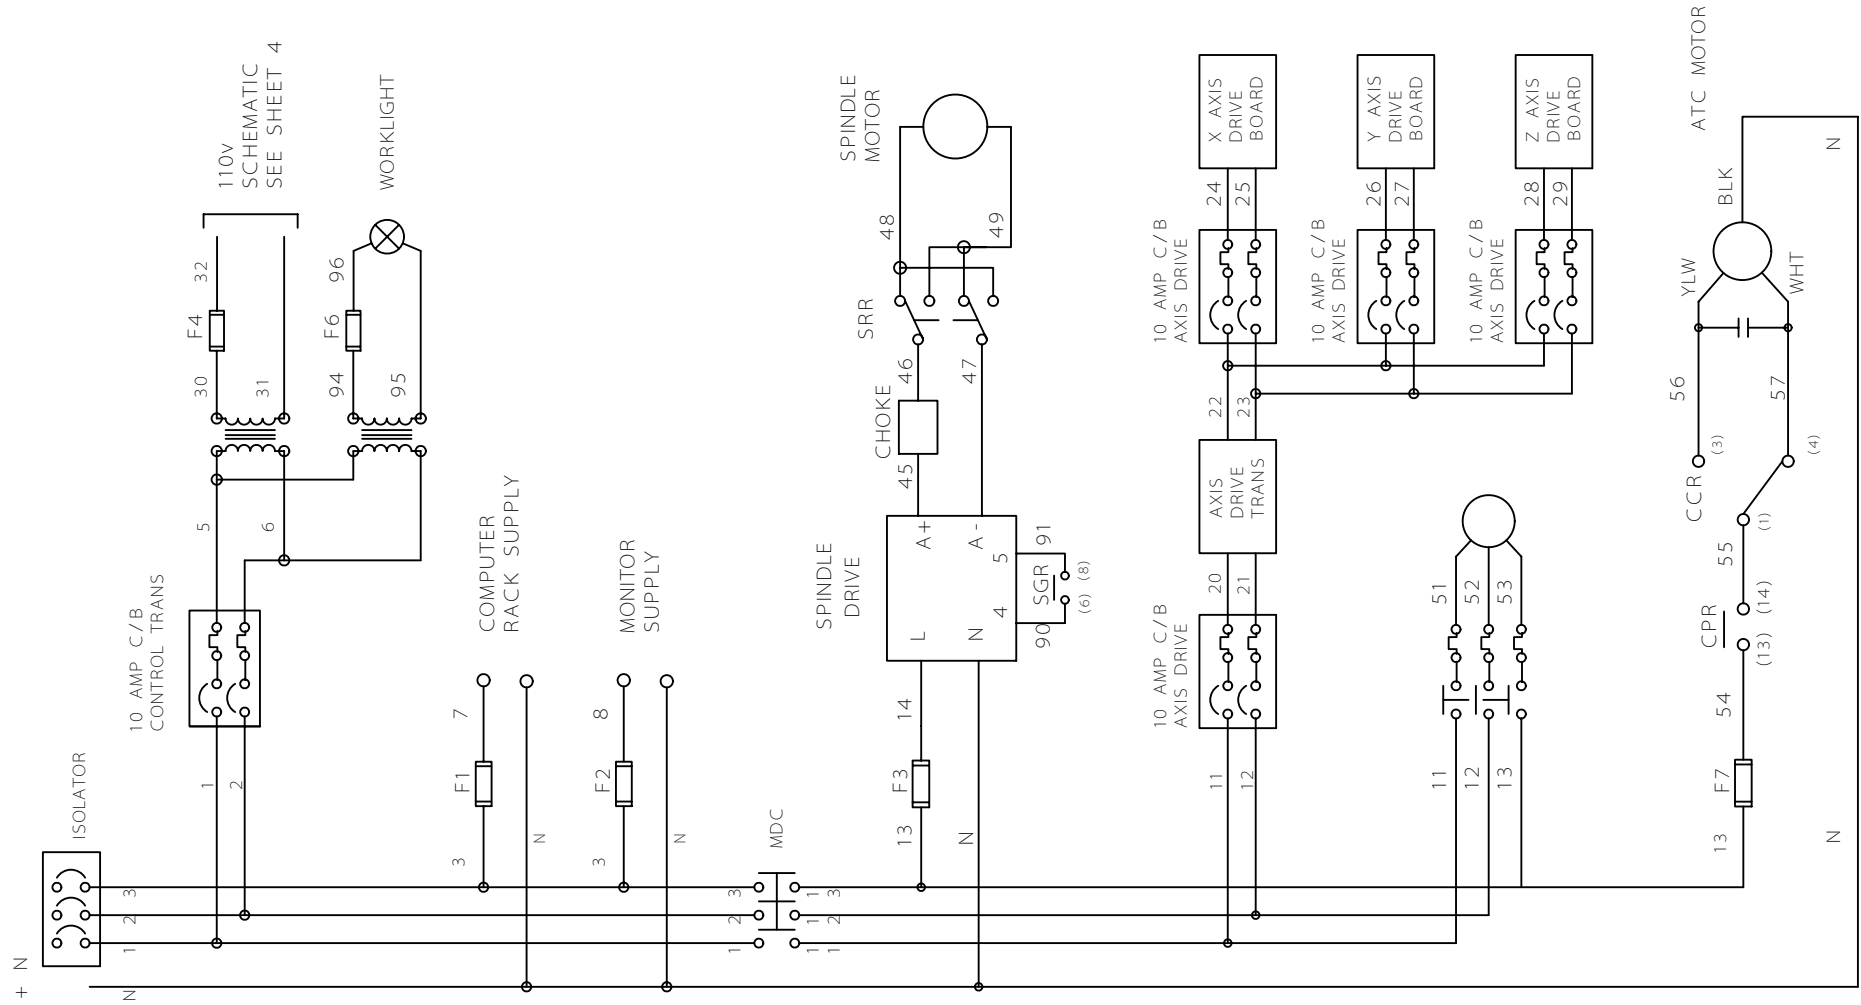 + N
ISOLATOR
3
2
1
N
10 AMP C/B
CONTROL TRANS
1
2
5
6
30
31
F4
32
110v
SCHEMATIC
SEE SHEET 4
94
95
F6
96
WORKLIGHT
COMPUTER
RACK SUPPLY
7
F1
3
N
MONITOR
SUPPLY
8
F2
3
N
MDC
3
2
1
1 3
1 2
1 1
13
F3
14
N
SPINDLE
DRIVE
L
N
A+
A-
5
4
91
90
SGR
(8)
(6)
45
CHOKE
46
47
SRR
48
49
SPINDLE
MOTOR
11
12
10 AMP C/B
AXIS DRIVE
20
21
AXIS
DRIVE
TRANS
22
23
10 AMP C/B
AXIS DRIVE
24
25
X AXIS
DRIVE
BOARD
10 AMP C/B
AXIS DRIVE
26
27
Y AXIS
DRIVE
BOARD
10 AMP C/B
AXIS DRIVE
28
29
Z AXIS
DRIVE
BOARD
11
12
13
51
52
53
13
F7
54
CPR
(13)
(14)
55
(1)
CCR
(3)
(4)
56
57
YLW
WHT
BLK
ATC MOTOR
N
N